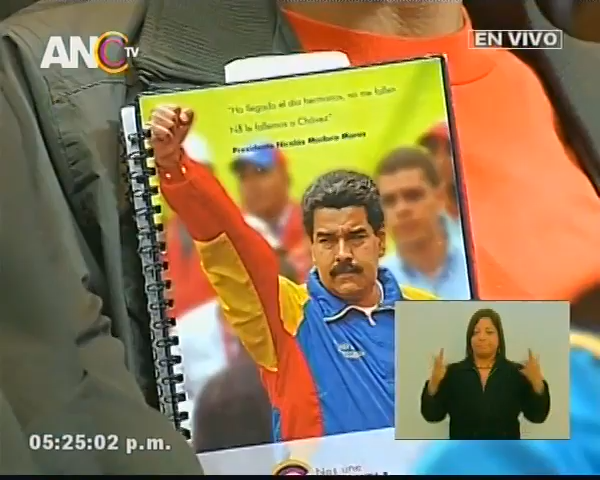 ANC TV
EN VIVO
"Ha llegado el día hermanos, no me fallen
No le fallemos a Chávez"
Presidente Nicolás Maduro Moros
05:25:02 p.m.
Nos une